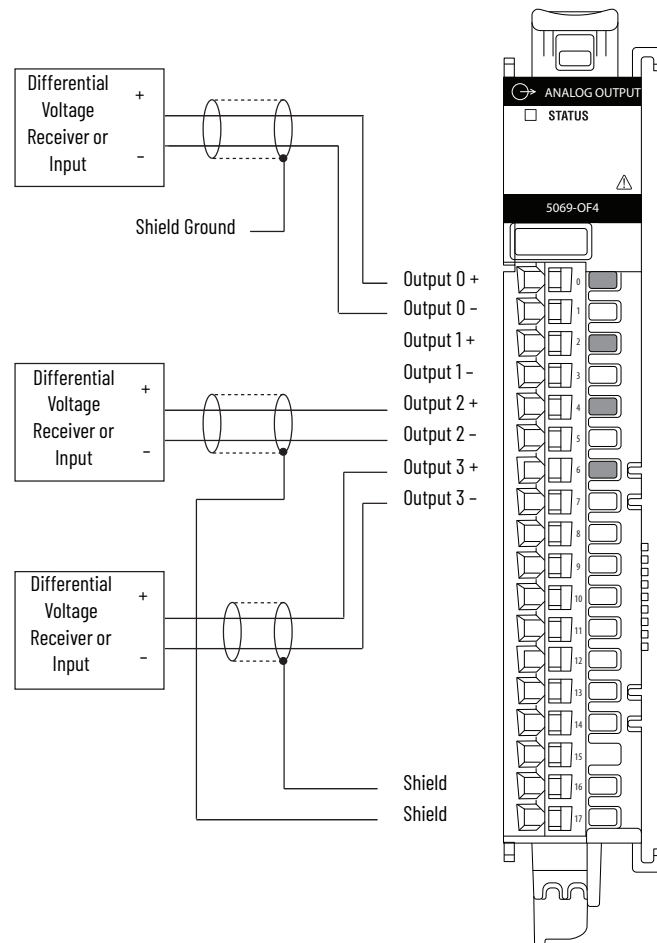 Differential
Voltage
Receiver or
Input
+
–
Shield Ground
Differential
Voltage
Receiver or
Input
+
–
Differential
Voltage
Receiver or
Input
+
–
Output 0 +
Output 0 –
Output 1 +
Output 1 –
Output 2 +
Output 2 –
Output 3 +
Output 3 –
Shield
Shield
ANALOG OUTPUT
STATUS
5069-OF4
0
1
2
3
4
5
6
7
8
9
10
11
12
13
14
15
16
17